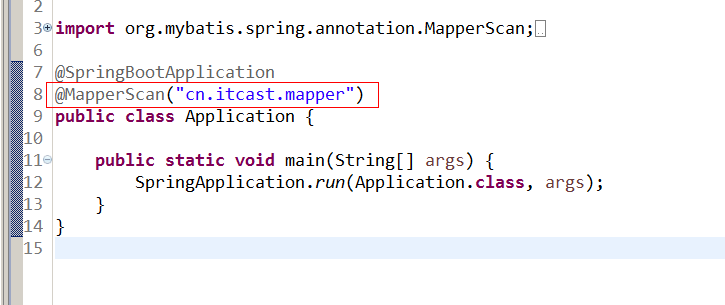 2
3 import org.mybatis.spring.annotation.MapperScan;
6
7 @SpringBootApplication
8 @MapperScan("cn.itcast.mapper")
9 public class Application {
10
11 public static void main(String[] args) {
12 SpringApplication.run(Application.class, args);
13 }
14 }
15